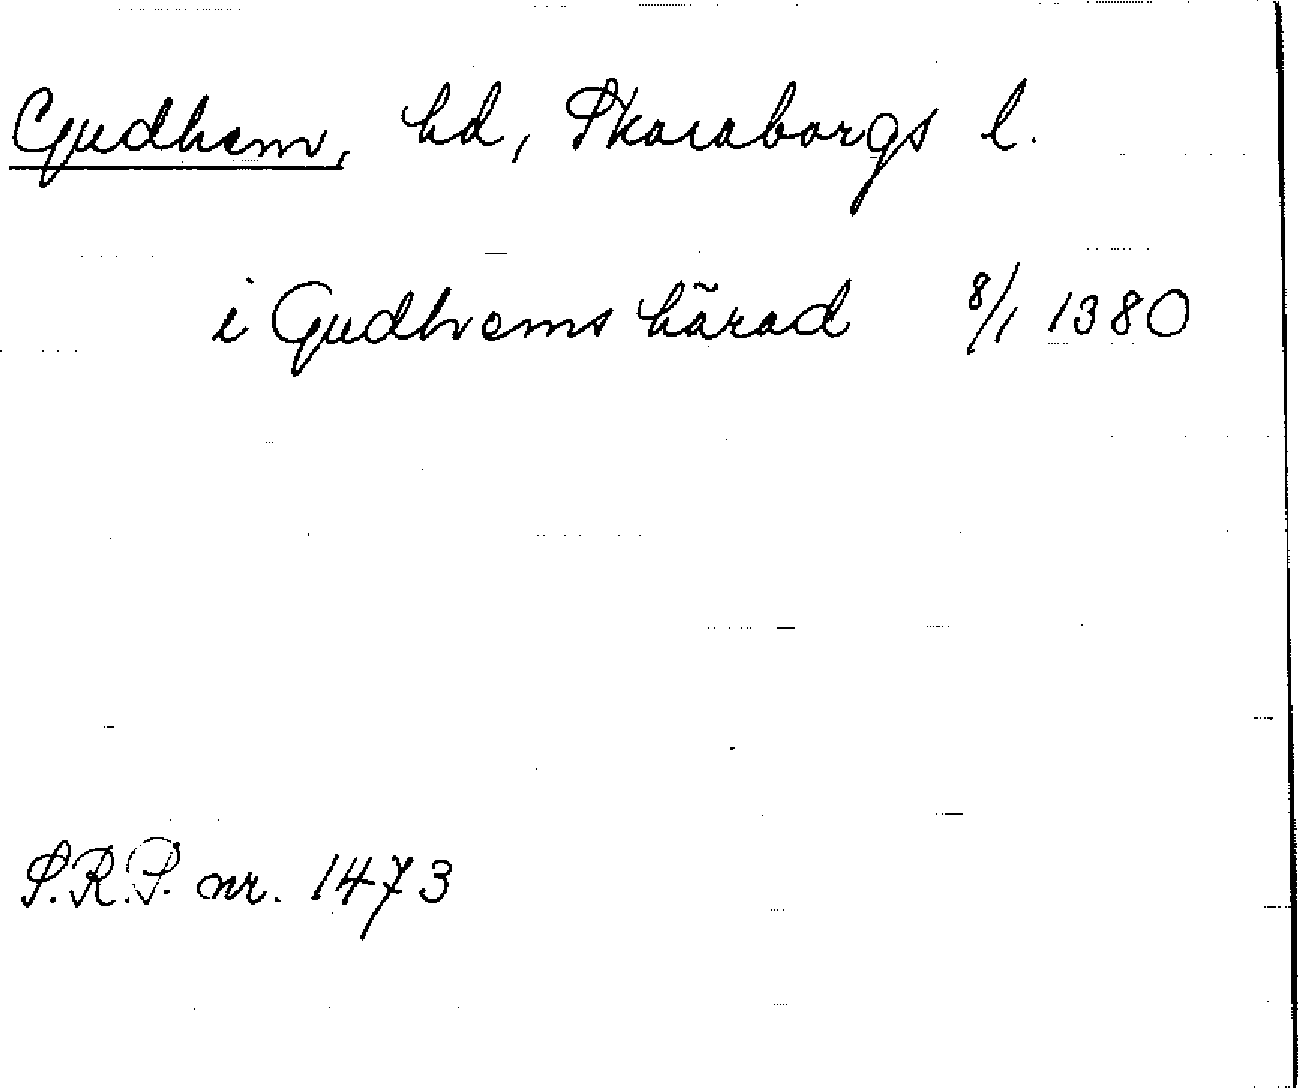 Gudhem, hd, Skaraborgs l.
i Gudhems härad 8/1 1380
S.R.P. nr. 1473